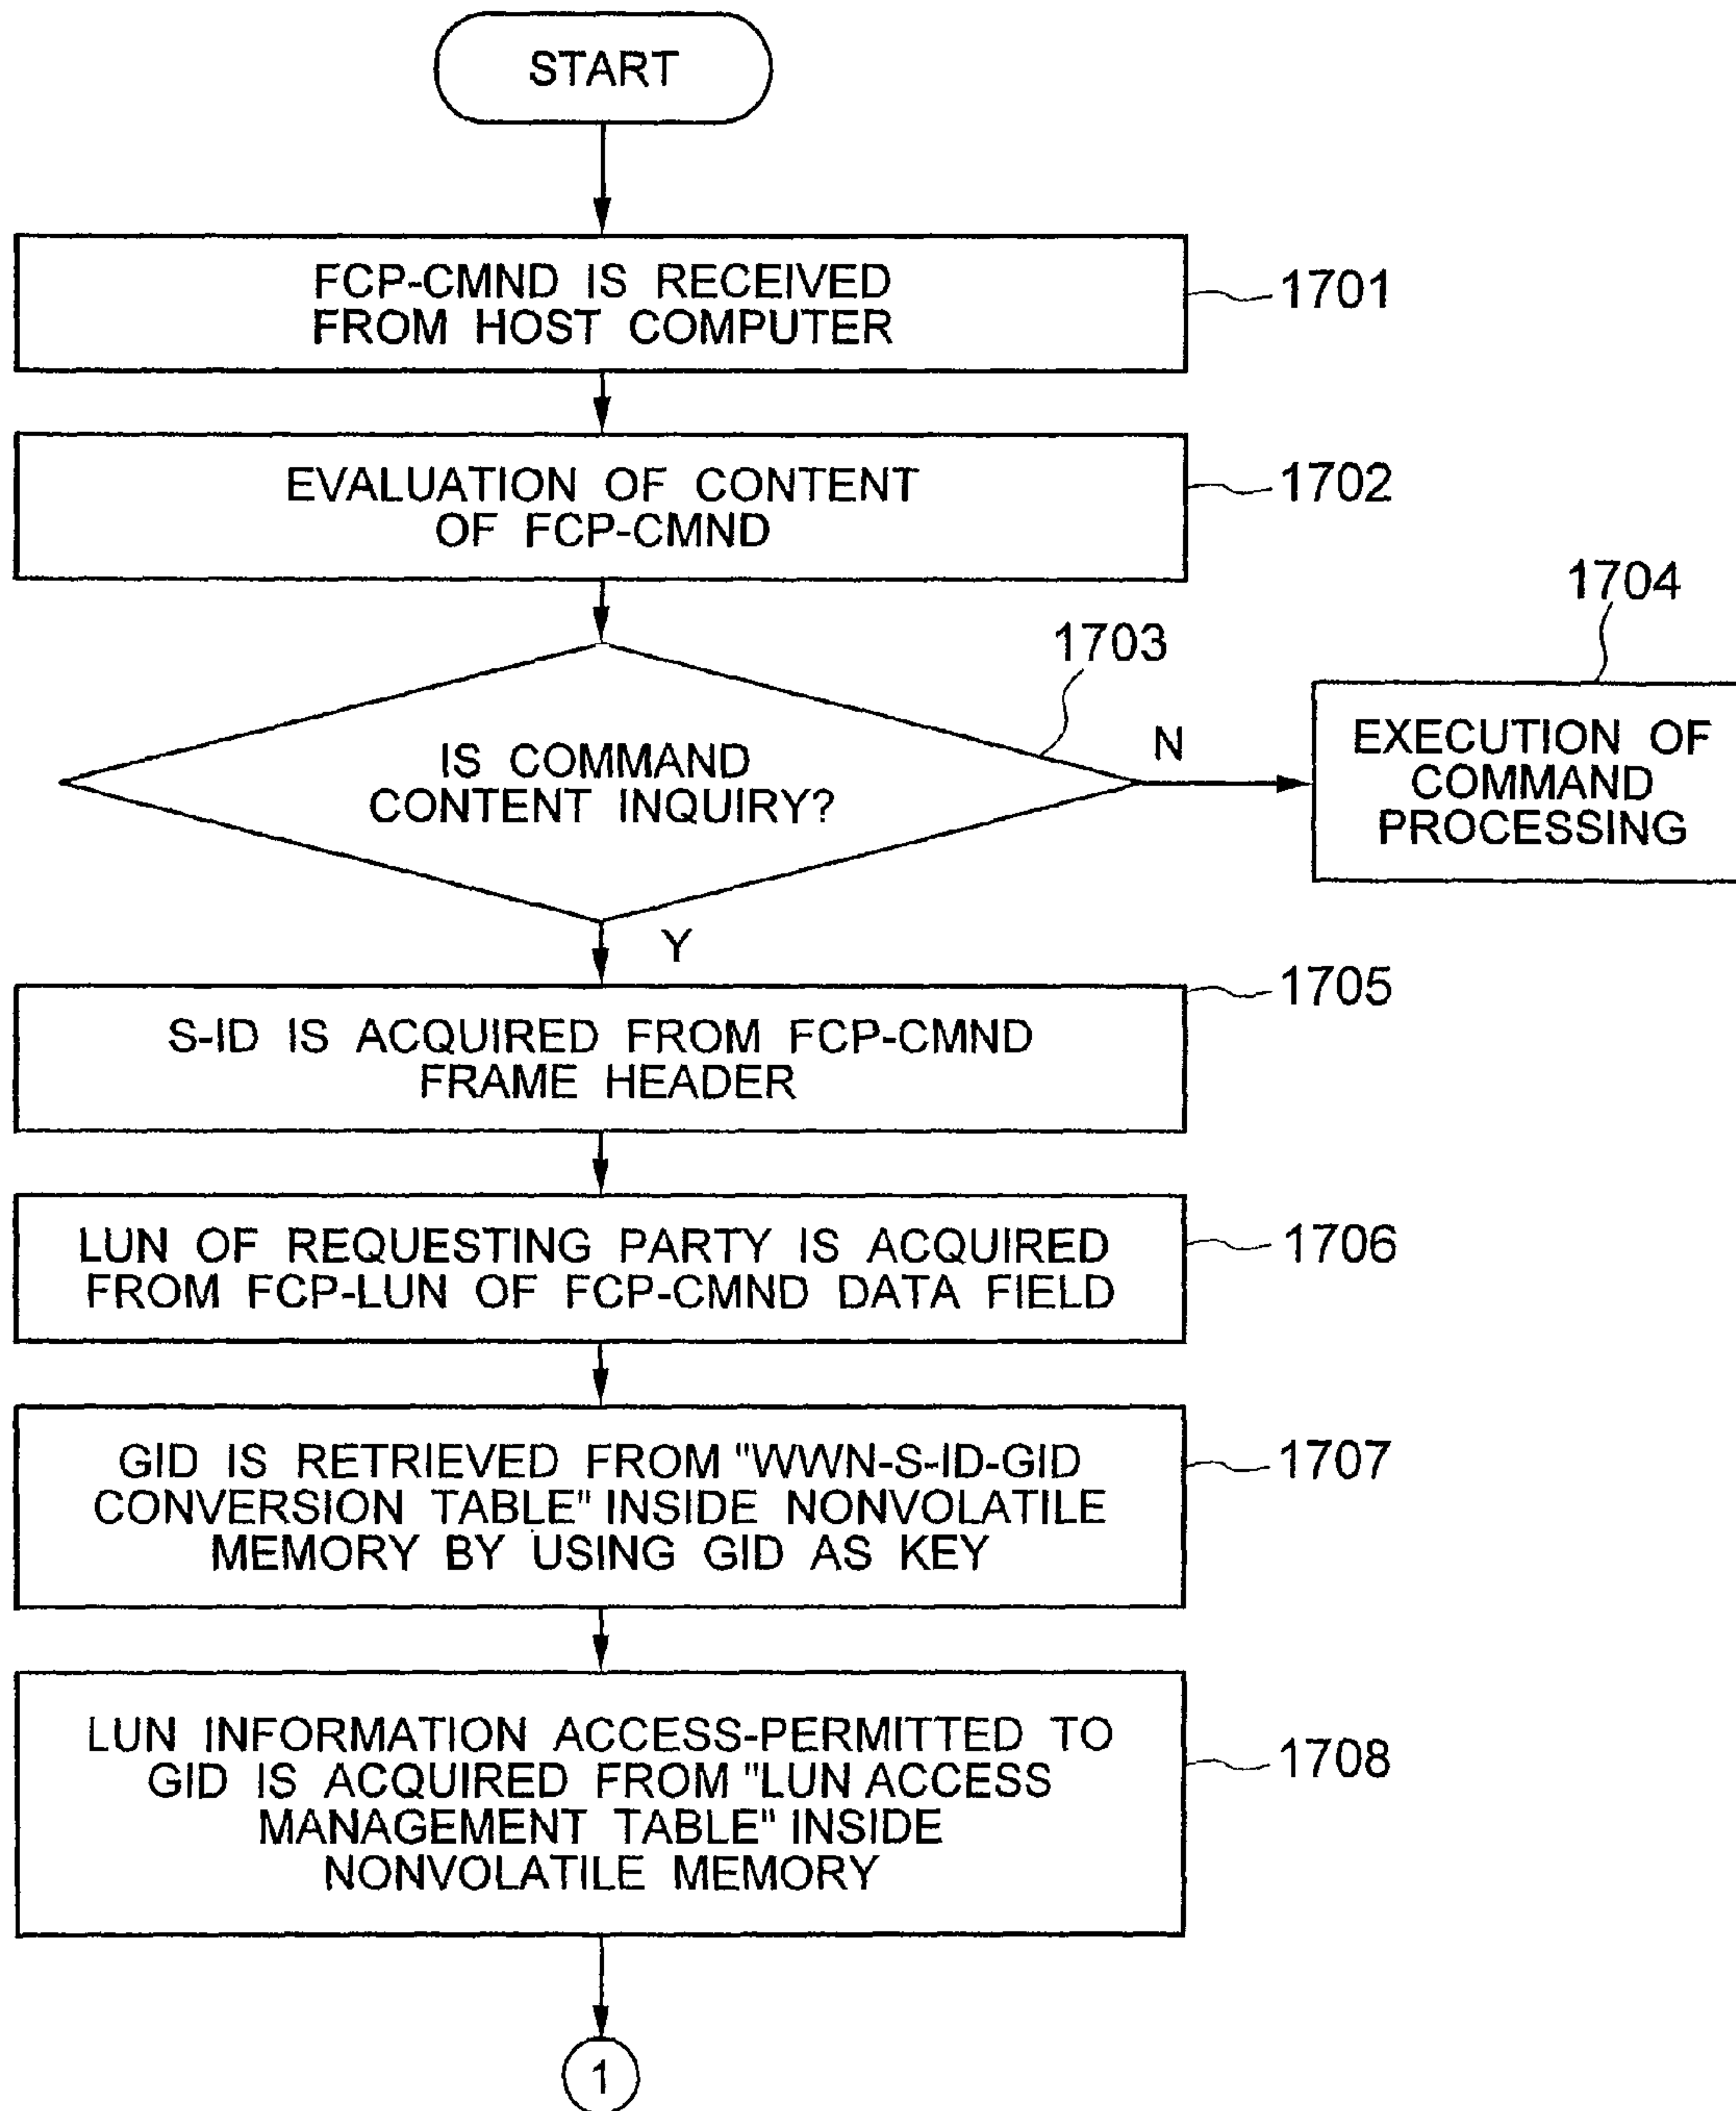 START
FCP-CMND IS RECEIVED
FROM HOST COMPUTER
1701
EVALUATION OF CONTENT
OF FCP-CMND
1702
1703
IS COMMAND
CONTENT INQUIRY?
N
1704
EXECUTION OF
COMMAND
PROCESSING
Y
1705
S-ID IS ACQUIRED FROM FCP-CMND
FRAME HEADER
LUN OF REQUESTING PARTY IS ACQUIRED
FROM FCP-LUN OF FCP-CMND DATA FIELD
1706
GID IS RETRIEVED FROM "WWN-S-ID-GID
CONVERSION TABLE" INSIDE NONVOLATILE
MEMORY BY USING GID AS KEY
1707
LUN INFORMATION ACCESS-PERMITTED TO
GID IS ACQUIRED FROM "LUN ACCESS
MANAGEMENT TABLE" INSIDE
NONVOLATILE MEMORY
1708
1